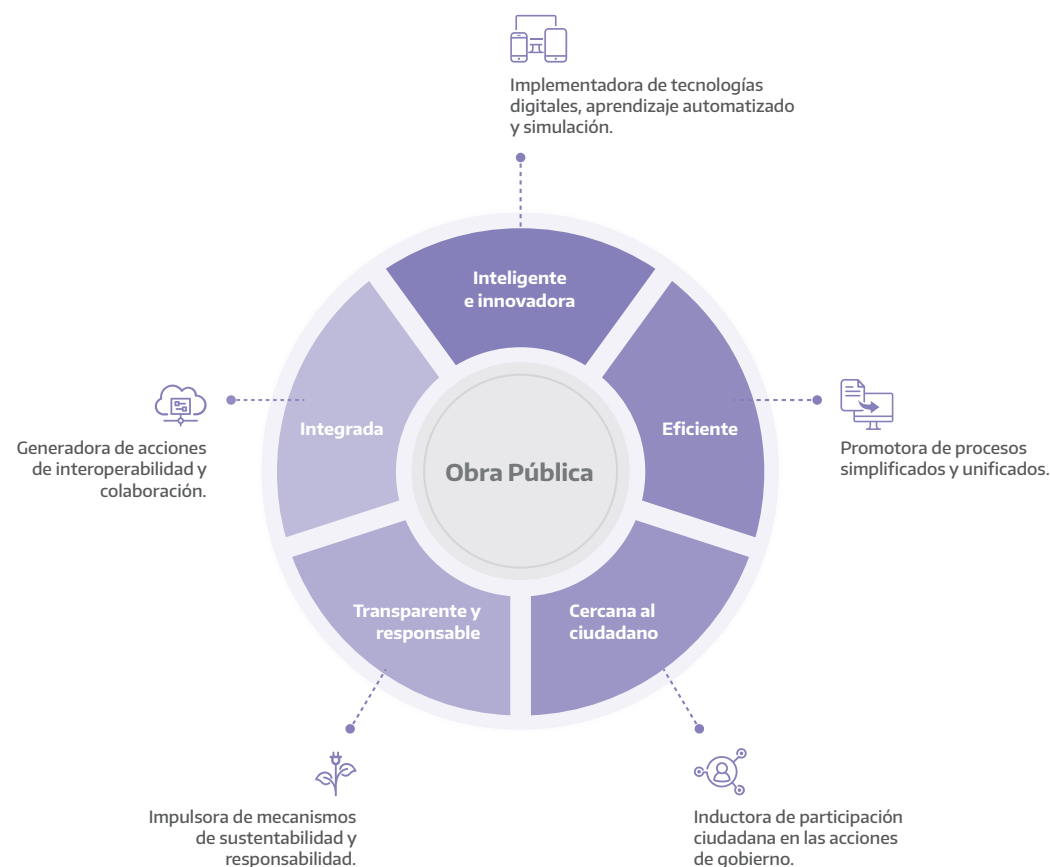 Implementadora de tecnologías
digitales, aprendizaje automatizado
y simulación.
Inteligente
e innovadora
Integrada
Eficiente
Generadora de acciones
de interoperabilidad y
colaboración.
Obra Pública
Promotora de procesos
simplificados y unificados.
Transparente y
responsable
Cercana al
ciudadano
Impulsora de mecanismos
de sustentabilidad y
responsabilidad.
Inductora de participación
ciudadana en las acciones
de gobierno.